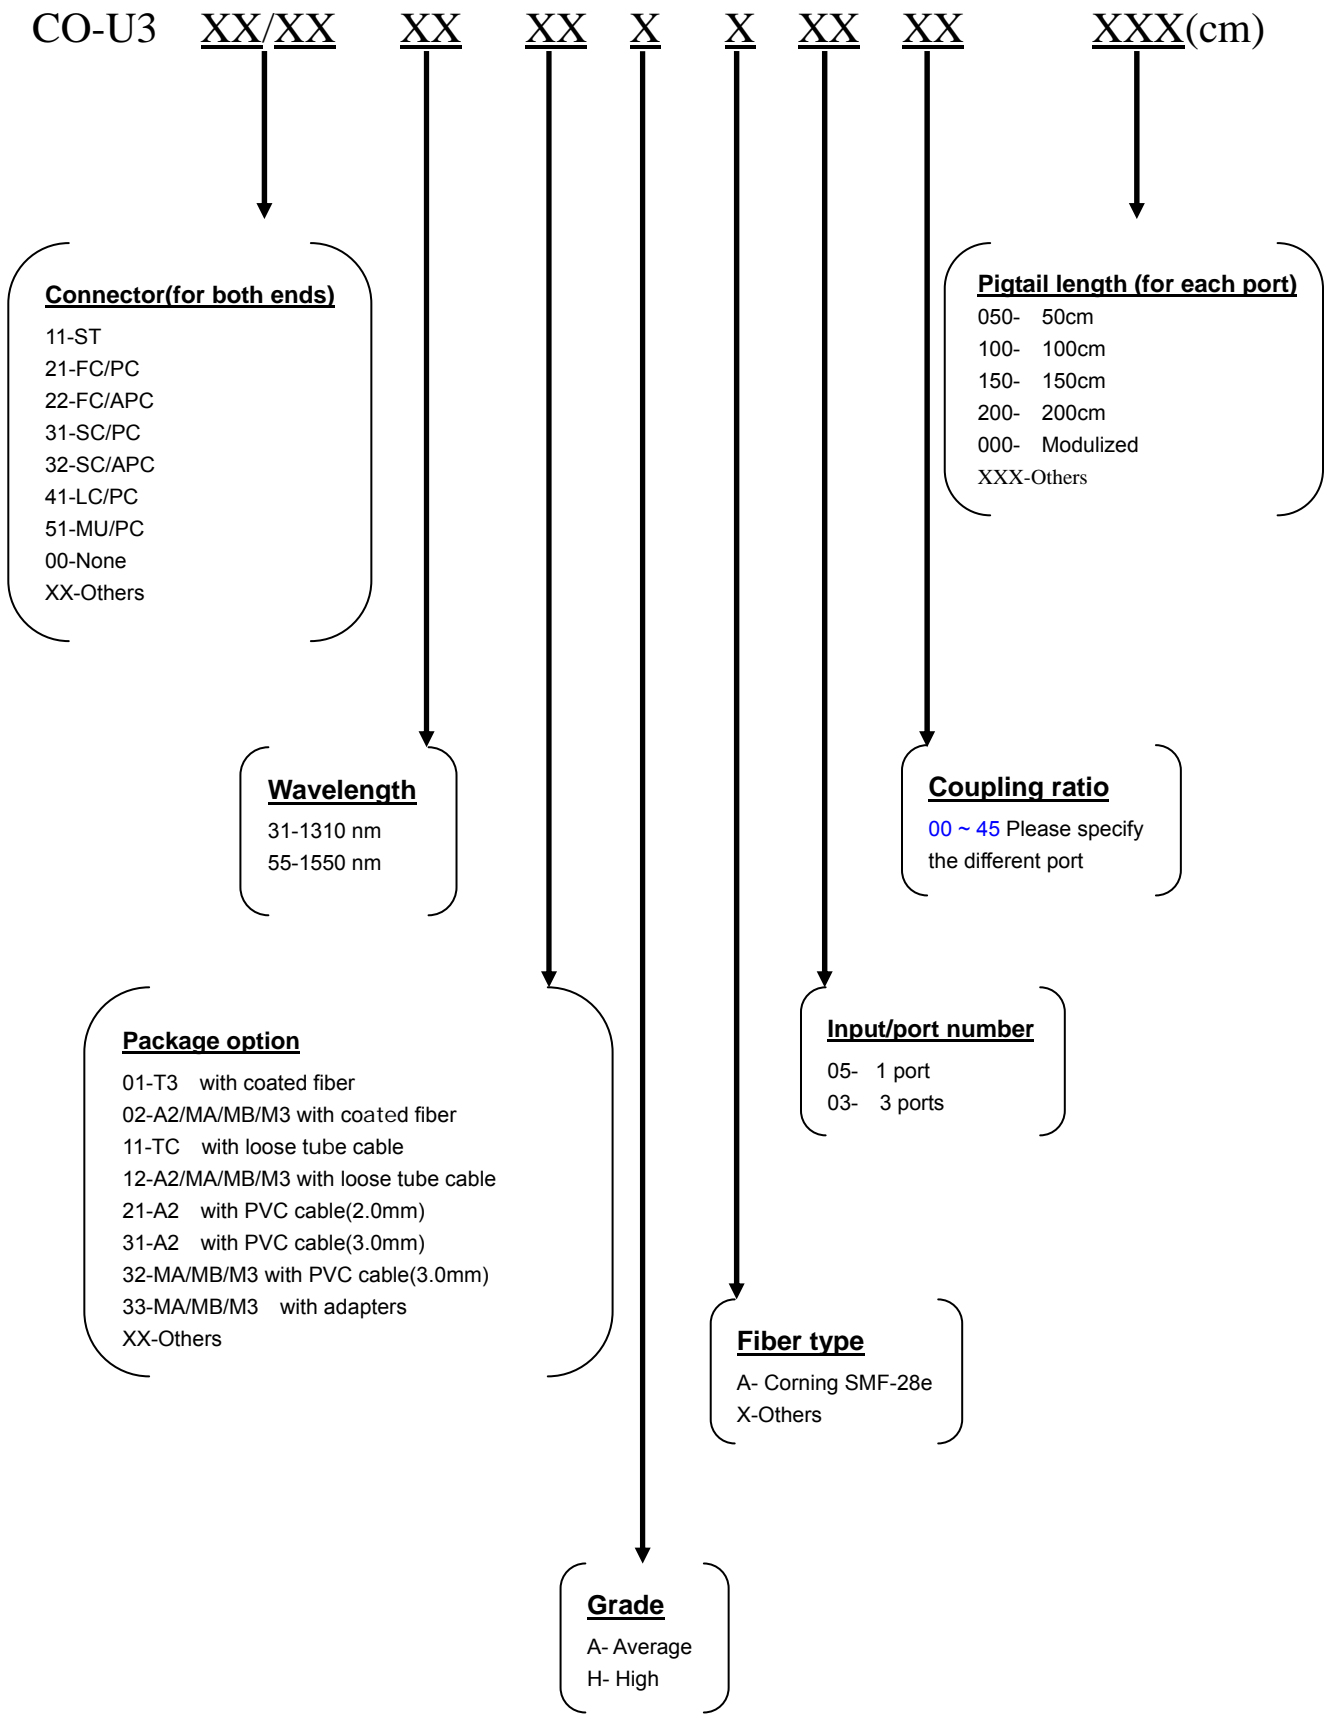 CO-U3 XX/XX XX XX X X XX XX XXX(cm)
Connector(for both ends)
11-ST
21-FC/PC
22-FC/APC
31-SC/PC
32-SC/APC
41-LC/PC
51-MU/PC
00-None
XX-Others
Pigtail length (for each port)
050- 50cm
100- 100cm
150- 150cm
200- 200cm
000- Modulized
XXX-Others
Wavelength
31-1310 nm
55-1550 nm
Coupling ratio
00 ~ 45 Please specify
the different port
Package option
01-T3 with coated fiber
02-A2/MA/MB/M3 with coated fiber
11-TC with loose tube cable
12-A2/MA/MB/M3 with loose tube cable
21-A2 with PVC cable(2.0mm)
31-A2 with PVC cable(3.0mm)
32-MA/MB/M3 with PVC cable(3.0mm)
33-MA/MB/M3 with adapters
XX-Others
Input/port number
05- 1 port
03- 3 ports
Fiber type
A- Corning SMF-28e
X-Others
Grade
A- Average
H- High